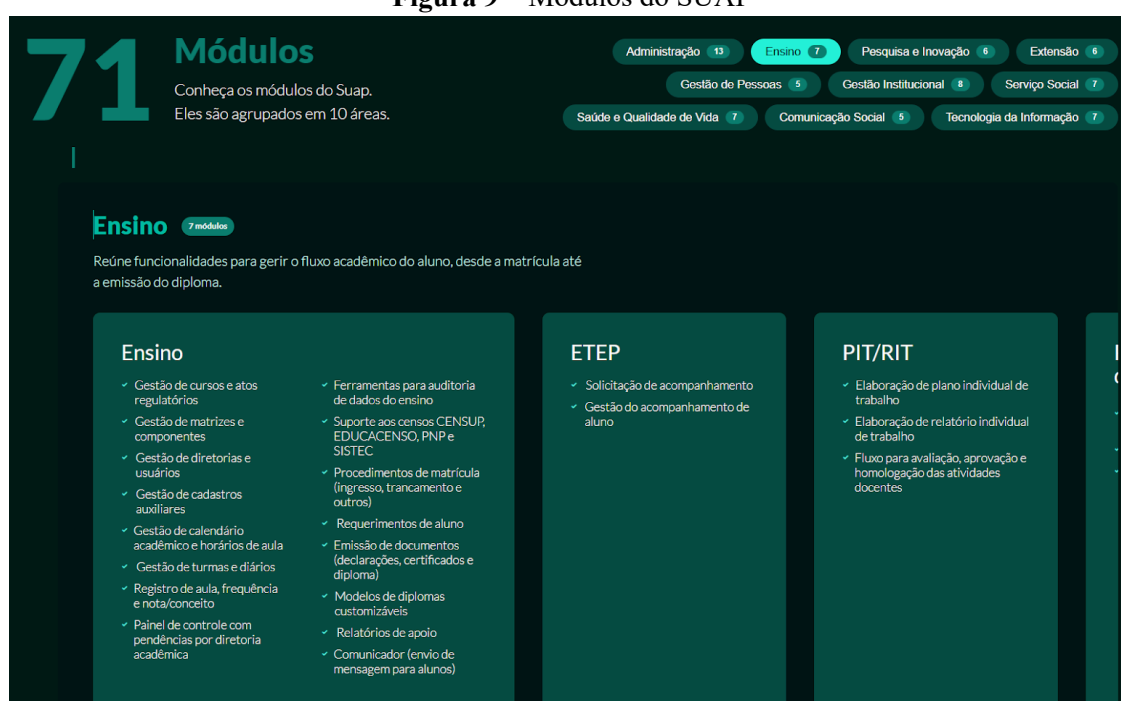 Figura 9 – Módulos do SUAP
71
Módulos
Conheça os módulos do Suap.
Eles são agrupados em 10 áreas.
Administração 13
Ensino 7
Pesquisa e Inovação 6
Extensão 6
Gestão de Pessoas 5
Gestão Institucional 8
Serviço Social 7
Saúde e Qualidade de Vida 7
Comunicação Social 5
Tecnologia da Informação 7
Ensino 7 módulos
Reúne funcionalidades para gerir o fluxo acadêmico do aluno, desde a matrícula até
a emissão do diploma.
Ensino
Gestão de cursos e atos
regulatórios
Gestão de matrizes e
componentes
Gestão de diretorias e
usuários
Gestão de cadastros
auxiliares
Gestão de calendário
acadêmico e horários de aula
Gestão de turmas e diários
Registro de aula, frequência
e nota/conceito
Painel de controle com
pendências por diretoria
acadêmica
Ferramentas para auditoria
de dados do ensino
Suporte aos censos CENSUP,
EDUCACENSO, PNP e
SISTEC
Procedimentos de matrícula
(ingresso, trancamento e
outros)
Requerimentos de aluno
Emissão de documentos
(declarações, certificados e
diploma)
Modelos de diplomas
customizáveis
Relatórios de apoio
Comunicador (envio de
mensagem para alunos)
ETEP
Solicitação de acompanhamento
Gestão do acompanhamento de
aluno
PIT/RIT
Elaboração de plano individual de
trabalho
Elaboração de relatório individual
de trabalho
Fluxo para avaliação, aprovação e
homologação das atividades
docentes